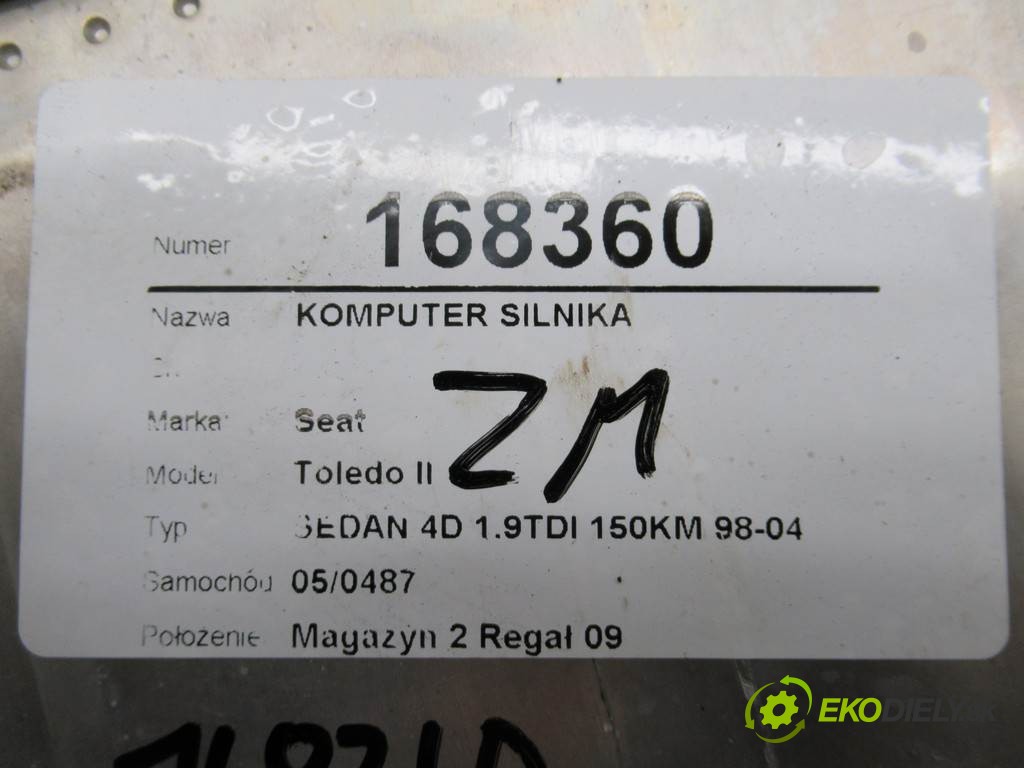 Numer 168360
Nazwa KOMPUTER SILNIKA
Marka: Seat
Model Toledo II
ZM
Typ SEDAN 4D 1.9TDI 150KM 98-04
Samochód 05/0487
Położenie Magazyn 2 Regał 09
EKODIELY.SK